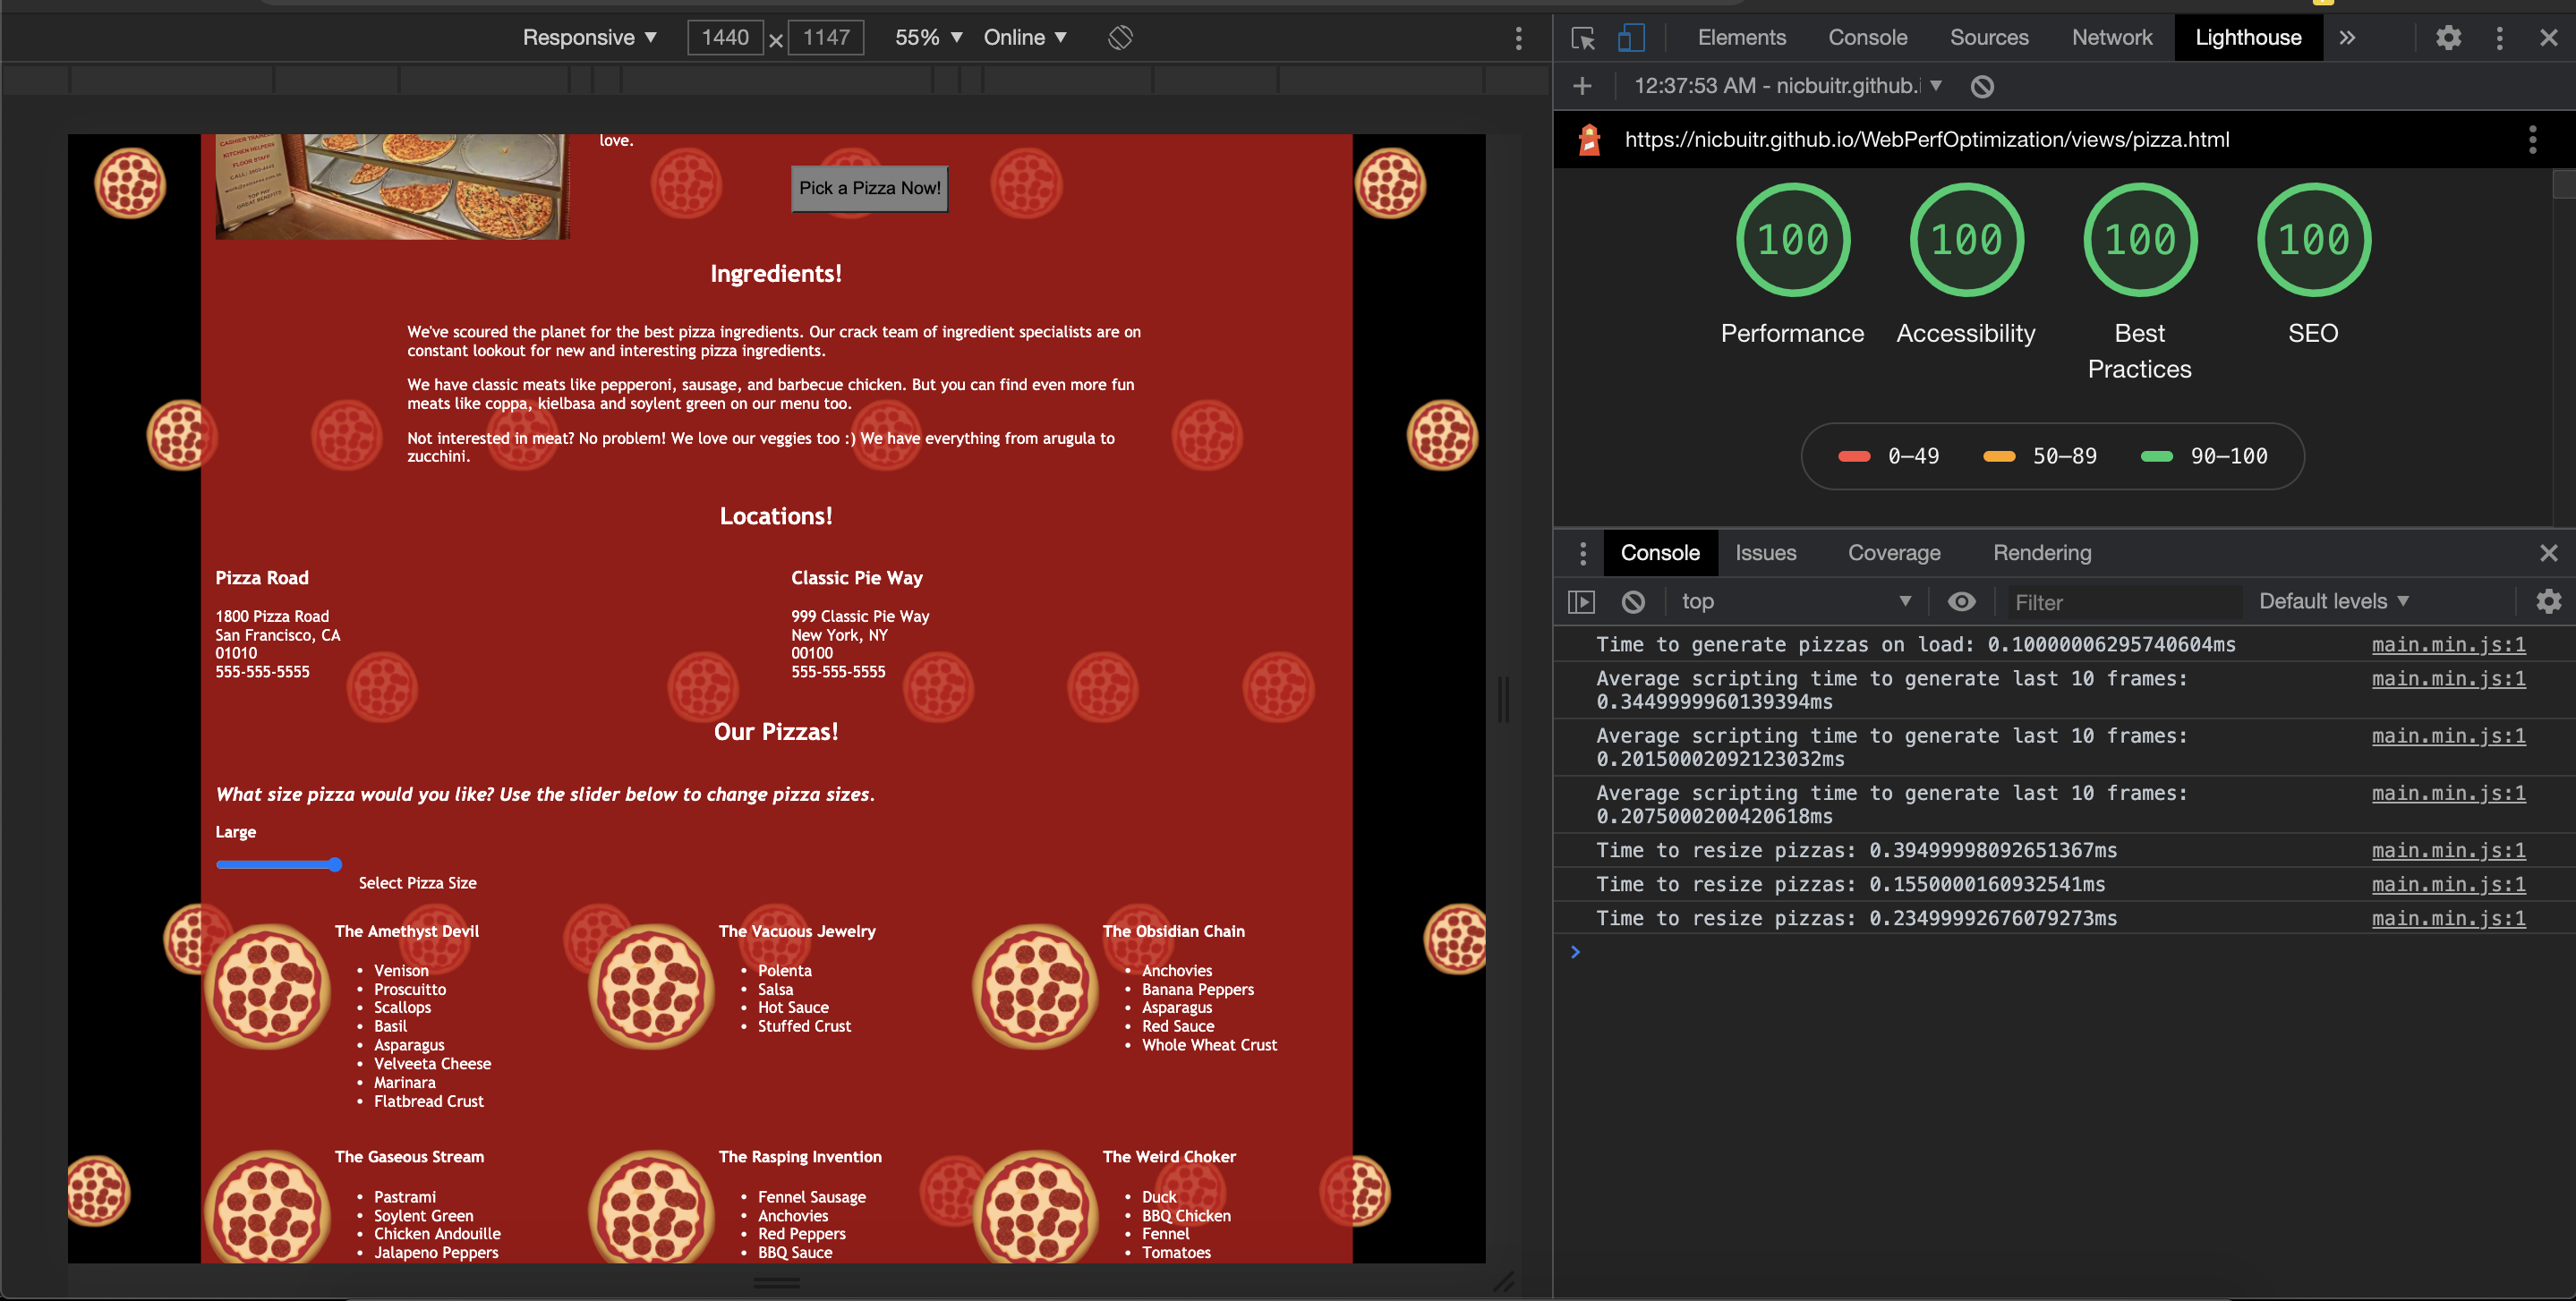 Responsive ▼ 1440 × 1147 55% ▼ Online ▼
Elements Console Sources Network Lighthouse »
12:37:53 AM - nicbuitr.github.i ▼
https://nicbuitr.github.io/WebPerfOptimization/views/pizza.html
100 100 100 100
Performance Accessibility Best Practices SEO
0–49 50–89 90–100
Console Issues Coverage Rendering
top ▼ Filter Default levels ▼
Time to generate pizzas on load: 0.10000006295740604ms main.min.js:1
Average scripting time to generate last 10 frames: main.min.js:1
0.3449999960139394ms
Average scripting time to generate last 10 frames: main.min.js:1
0.20150002092123032ms
Average scripting time to generate last 10 frames: main.min.js:1
0.2075000200420618ms
Time to resize pizzas: 0.39499998092651367ms main.min.js:1
Time to resize pizzas: 0.1550000160932541ms main.min.js:1
Time to resize pizzas: 0.23499992676079273ms main.min.js:1
KITCHEN HELPERS
FLOOR STAFF
TOP PAY
GREAT BENEFITS
love.
Pick a Pizza Now!
Ingredients!
We've scoured the planet for the best pizza ingredients. Our crack team of ingredient specialists are on
constant lookout for new and interesting pizza ingredients.
We have classic meats like pepperoni, sausage, and barbecue chicken. But you can find even more fun
meats like coppa, kielbasa and soylent green on our menu too.
Not interested in meat? No problem! We love our veggies too :) We have everything from arugula to
zucchini.
Locations!
Pizza Road
1800 Pizza Road
San Francisco, CA
01010
555-555-5555
Classic Pie Way
999 Classic Pie Way
New York, NY
00100
555-555-5555
Our Pizzas!
What size pizza would you like? Use the slider below to change pizza sizes.
Large
Select Pizza Size
The Amethyst Devil
• Venison
• Proscuitto
• Scallops
• Basil
• Asparagus
• Velveeta Cheese
• Marinara
• Flatbread Crust
The Vacuous Jewelry
• Polenta
• Salsa
• Hot Sauce
• Stuffed Crust
The Obsidian Chain
• Anchovies
• Banana Peppers
• Asparagus
• Red Sauce
• Whole Wheat Crust
The Gaseous Stream
• Pastrami
• Soylent Green
• Chicken Andouille
• Jalapeno Peppers
The Rasping Invention
• Fennel Sausage
• Anchovies
• Red Peppers
• BBQ Sauce
The Weird Choker
• Duck
• BBQ Chicken
• Fennel
• Tomatoes